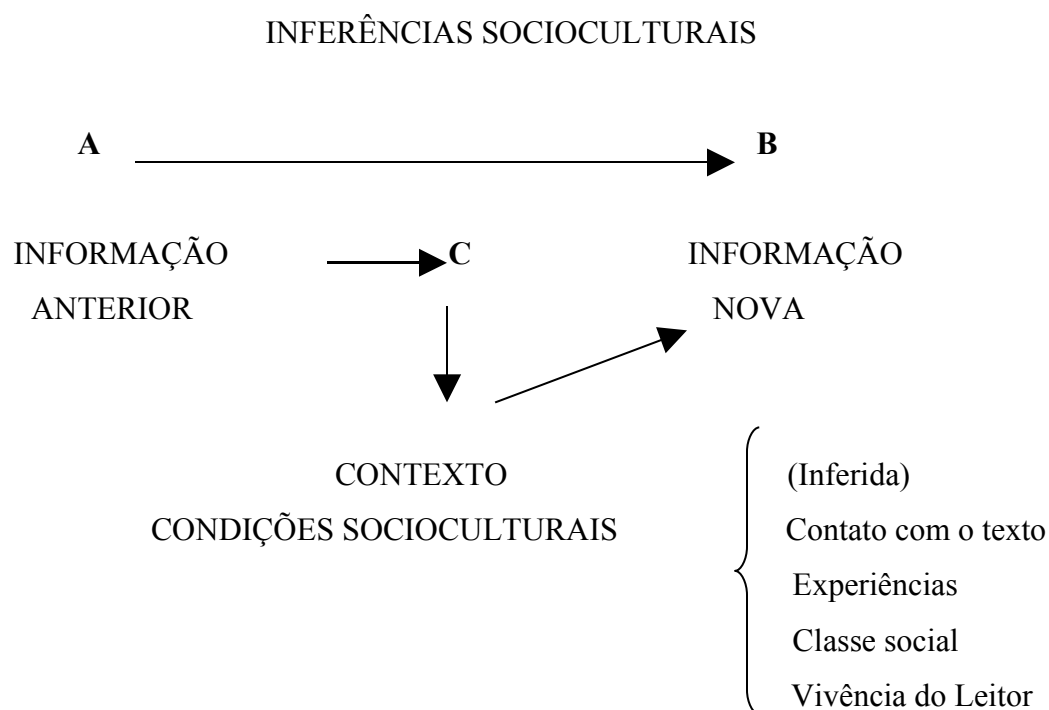 INFERÊNCIAS SOCIOCULTURAIS
A B
INFORMAÇÃO C INFORMAÇÃO
ANTERIOR NOVA
CONTEXTO (Inferida)
CONDIÇÕES SOCIOCULTURAIS Contato com o texto
Experiências
Classe social
Vivência do Leitor